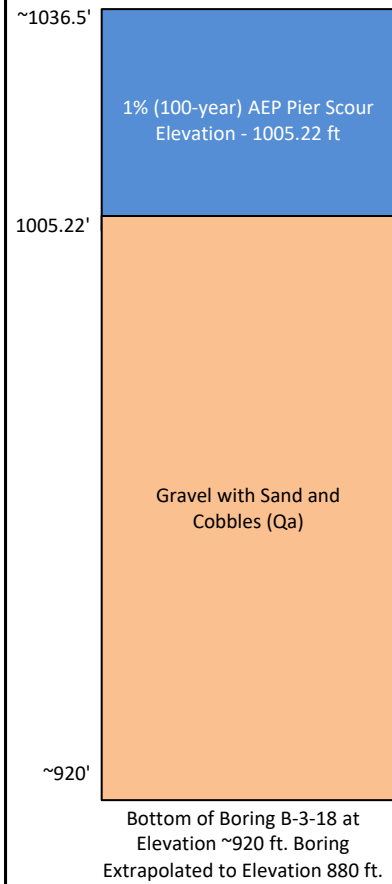 ~1036.5'
1% (100-year) AEP Pier Scour
Elevation - 1005.22 ft
1005.22'
Gravel with Sand and
Cobbles (Qa)
~920'
Bottom of Boring B-3-18 at
Elevation ~920 ft. Boring
Extrapolated to Elevation 880 ft.